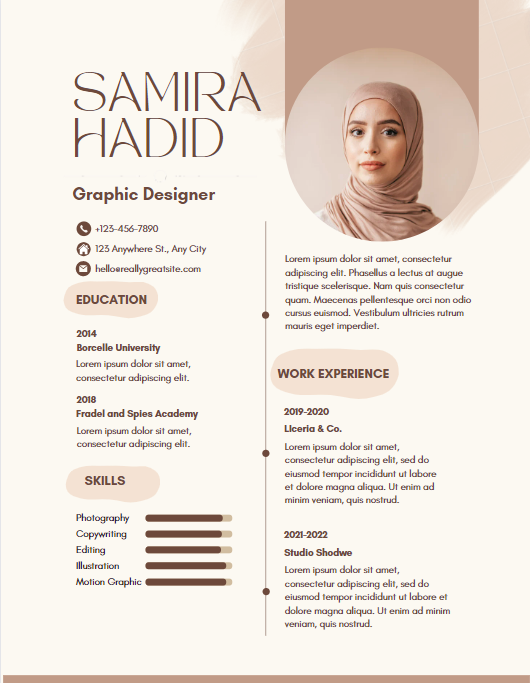 SAMIRA
HADID
Graphic Designer
+123-456-7890
123 Anywhere St., Any City
hello@reallygreatsite.com
EDUCATION
2014
Borcelle University
Lorem ipsum dolor sit amet,
consectetur adipiscing elit.
2018
Fradel and Spies Academy
Lorem ipsum dolor sit amet,
consectetur adipiscing elit.
SKILLS
Photography
Copywriting
Editing
Illustration
Motion Graphic
Lorem ipsum dolor sit amet, consectetur
adipiscing elit. Phasellus a lectus at augue
tristique scelerisque. Nam quis consectetur
quam. Maecenas pellentesque orci non odio
cursus euismod. Vestibulum ultricies rutrum
mauris eget imperdiet.
WORK EXPERIENCE
2019-2020
Liceria & Co.
Lorem ipsum dolor sit amet,
consectetur adipiscing elit, sed do
eiusmod tempor incididunt ut labore
et dolore magna aliqua. Ut enim ad
minim veniam, quis nostrud.
2021-2022
Studio Shodwe
Lorem ipsum dolor sit amet,
consectetur adipiscing elit, sed do
eiusmod tempor incididunt ut labore et
dolore magna aliqua. Ut enim ad minim
veniam, quis nostrud.